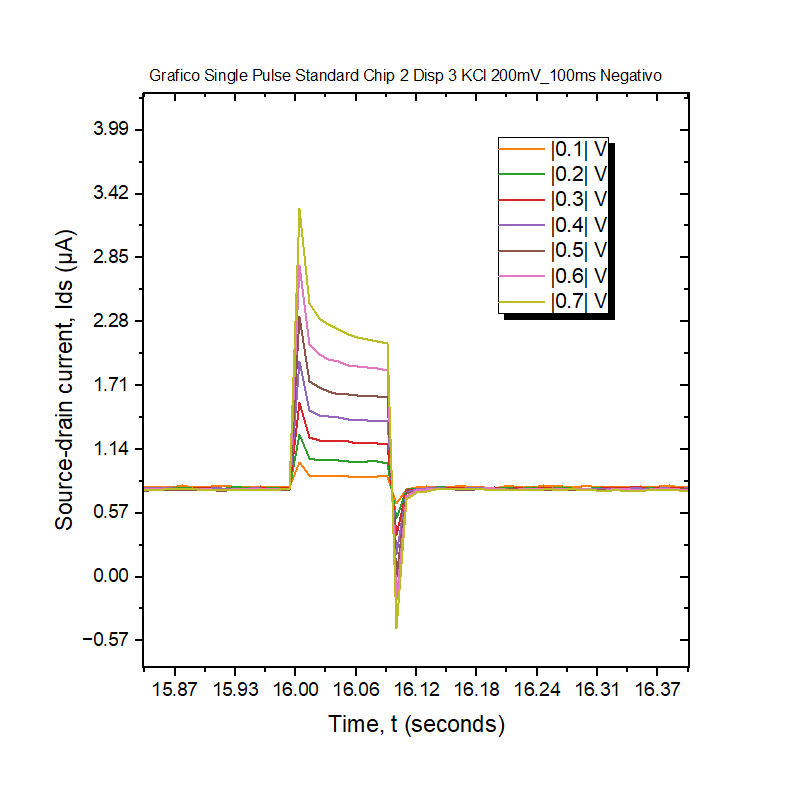 Grafico Single Pulse Standard Chip 2 Disp 3 KCl 200mV_100ms Negativo
|0.1| V
|0.2| V
|0.3| V
|0.4| V
|0.5| V
|0.6| V
|0.7| V
3.99
3.42
2.85
2.28
1.71
1.14
0.57
0.00
−0.57
Source-drain current, Ids (µA)
15.87 15.93 16.00 16.06 16.12 16.18 16.24 16.31 16.37
Time, t (seconds)